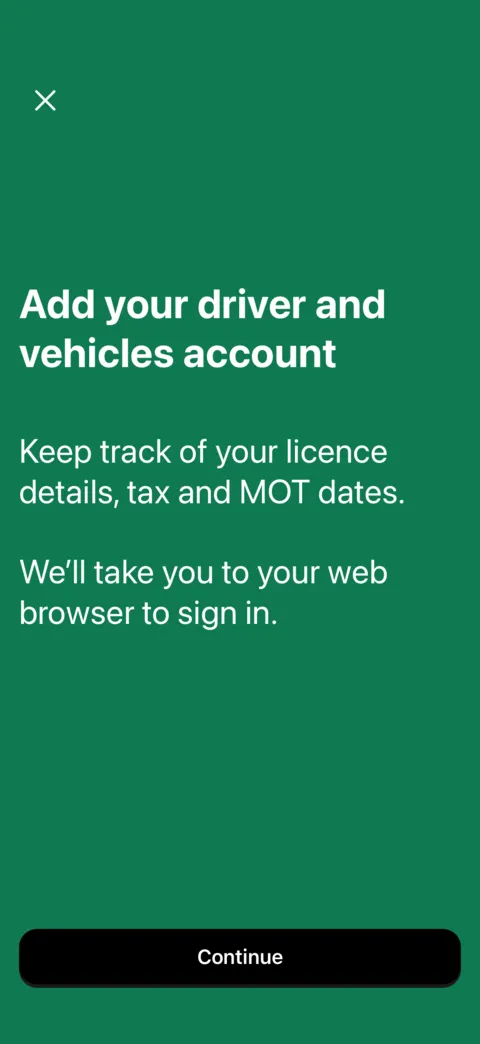 Add your driver and
vehicles account
Keep track of your licence
details, tax and MOT dates.
We’ll take you to your web
browser to sign in.
Continue